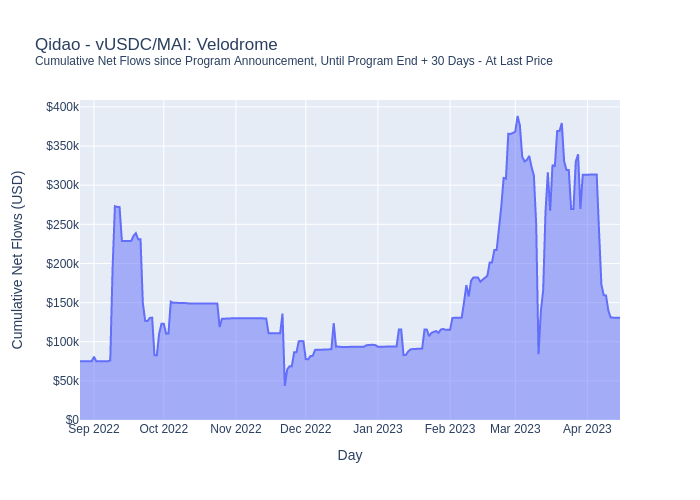 Qidao - vUSDC/MAI: Velodrome
Cumulative Net Flows since Program Announcement, Until Program End + 30 Days - At Last Price
Cumulative Net Flows (USD)
$400k
$350k
$300k
$250k
$200k
$150k
$100k
$50k
$0
Sep 2022 Oct 2022 Nov 2022 Dec 2022 Jan 2023 Feb 2023 Mar 2023 Apr 2023
Day